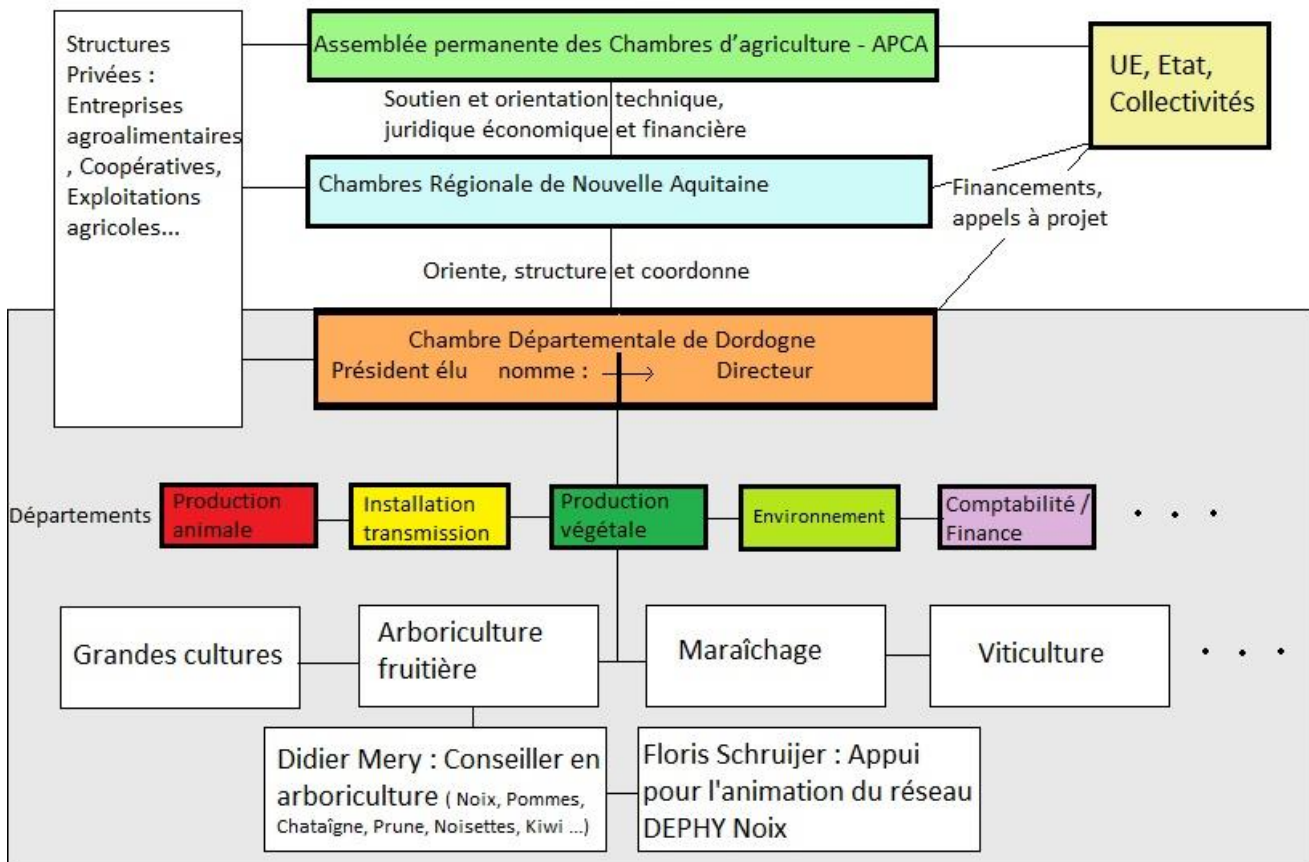 Structures
Privées :
Entreprises
agroalimentaires
, Coopératives,
Exploitations
agricoles...
Assemblée permanente des Chambres d’agriculture - APCA
UE, Etat,
Collectivités
Soutien et orientation technique,
juridique économique et financière
Chambres Régionale de Nouvelle Aquitaine
Financements,
appels à projet
Oriente, structure et coordonne
Chambre Départementale de Dordogne
Président élu nomme : Directeur
Départements
Production
animale
Installation
transmission
Production
végétale
Environnement
Comptabilité /
Finance
. . .
Grandes cultures
Arboriculture
fruitière
Maraîchage
Viticulture
. . .
Didier Mery : Conseiller en
arboriculture ( Noix, Pommes,
Chataîgne, Prune, Noisettes, Kiwi ...)
Floris Schruijer : Appui
pour l'animation du réseau
DEPHY Noix